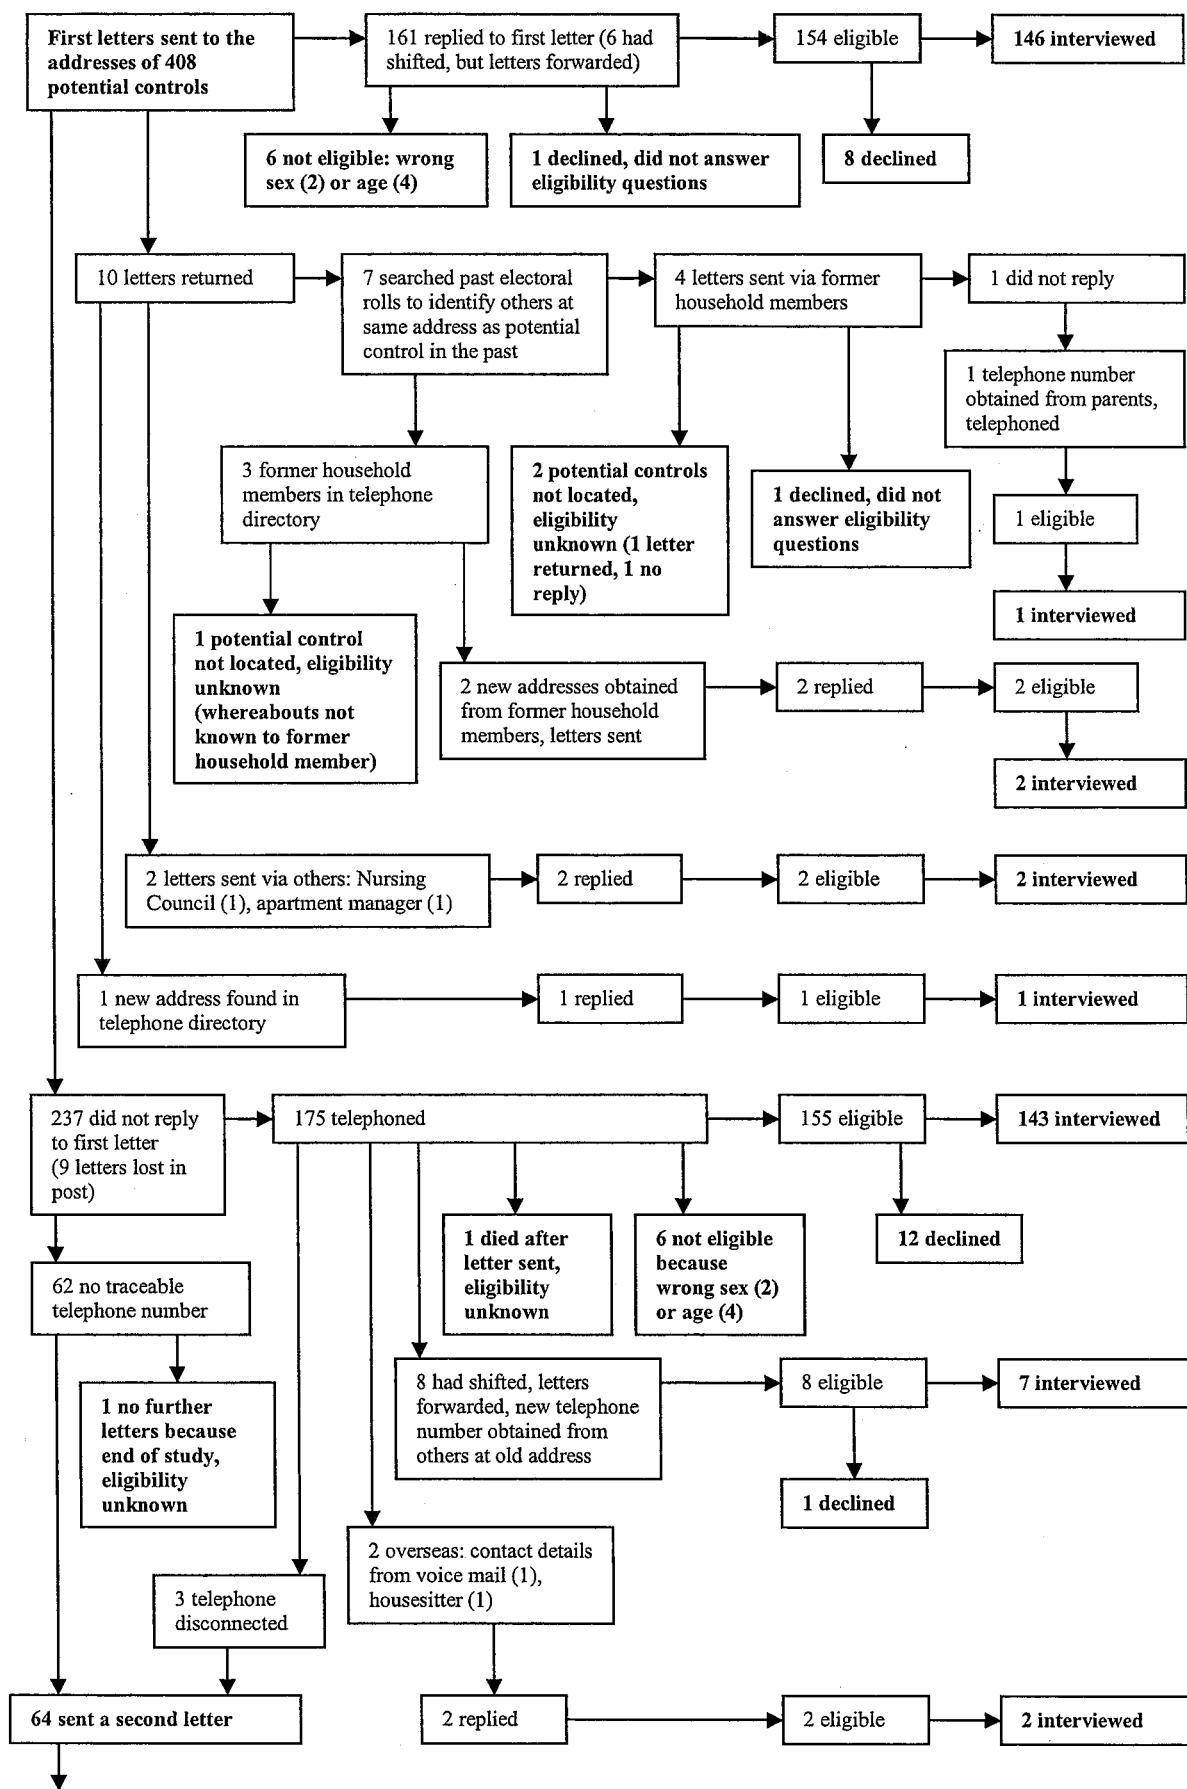 First letters sent to the
addresses of 408
potential controls
161 replied to first letter (6 had
shifted, but letters forwarded)
154 eligible
146 interviewed
6 not eligible: wrong
sex (2) or age (4)
1 declined, did not answer
eligibility questions
8 declined
10 letters returned
7 searched past electoral
rolls to identify others at
same address as potential
control in the past
4 letters sent via former
household members
1 did not reply
1 telephone number
obtained from parents,
telephoned
3 former household
members in telephone
directory
2 potential controls
not located,
eligibility
unknown (1 letter
returned, 1 no
reply)
1 declined, did not
answer eligibility
questions
1 eligible
1 interviewed
1 potential control
not located, eligibility
unknown
(whereabouts not
known to former
household member)
2 new addresses obtained
from former household
members, letters sent
2 replied
2 eligible
2 interviewed
2 letters sent via others: Nursing
Council (1), apartment manager (1)
2 replied
2 eligible
2 interviewed
1 new address found in
telephone directory
1 replied
1 eligible
1 interviewed
237 did not reply
to first letter
(9 letters lost in
post)
175 telephoned
155 eligible
143 interviewed
1 died after
letter sent,
eligibility
unknown
6 not eligible
because
wrong sex (2)
or age (4)
12 declined
62 no traceable
telephone number
1 no further
letters because
end of study,
eligibility
unknown
8 had shifted, letters
forwarded, new telephone
number obtained from
others at old address
8 eligible
7 interviewed
1 declined
2 overseas: contact details
from voice mail (1),
housesitter (1)
3 telephone
disconnected
64 sent a second letter
2 replied
2 eligible
2 interviewed